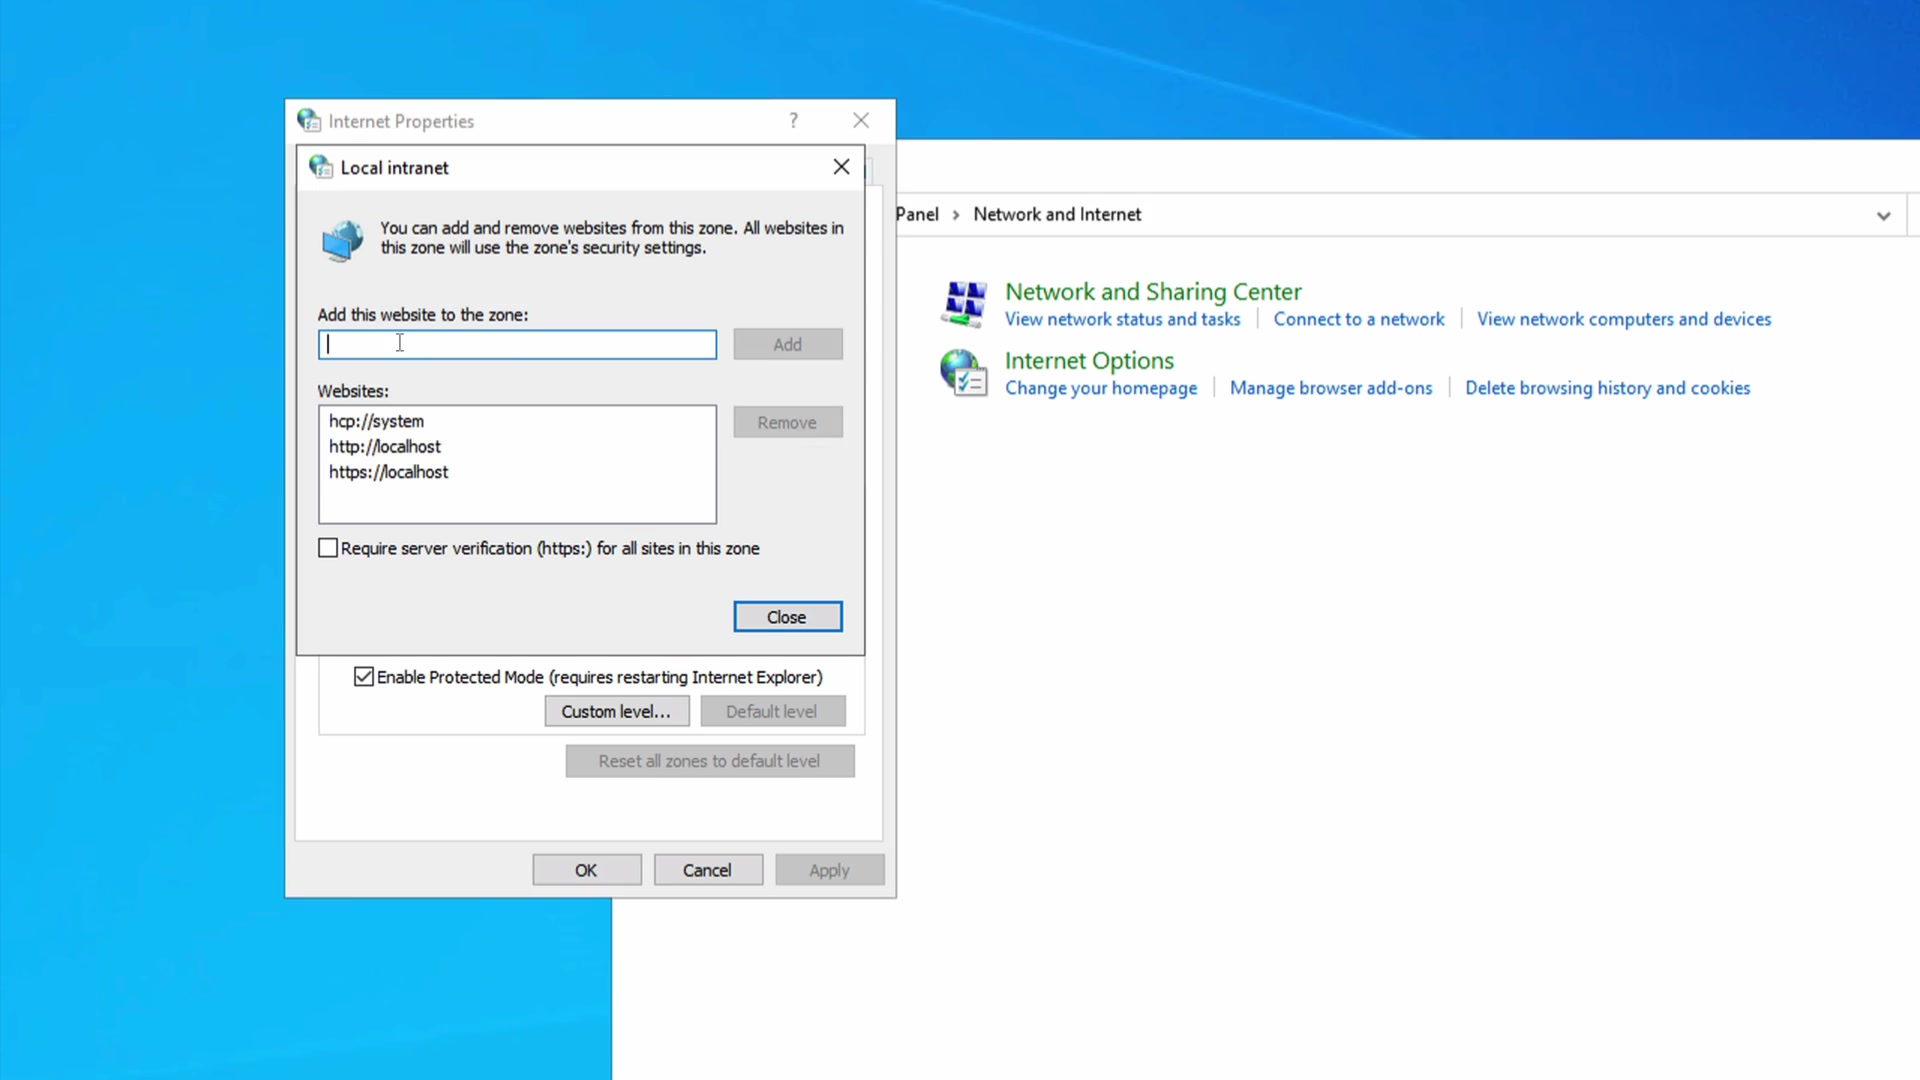 Internet Properties
?
Local intranet
You can add and remove websites from this zone. All websites in
this zone will use the zone's security settings.
Add this website to the zone:
Add
Websites:
hcp://system
http://localhost
https://localhost
Remove
Require server verification (https:) for all sites in this zone
Close
Enable Protected Mode (requires restarting Internet Explorer)
Custom level...
Default level
Reset all zones to default level
OK
Cancel
Apply
Panel > Network and Internet
Network and Sharing Center
View network status and tasks
Connect to a network
View network computers and devices
Internet Options
Change your homepage
Manage browser add-ons
Delete browsing history and cookies